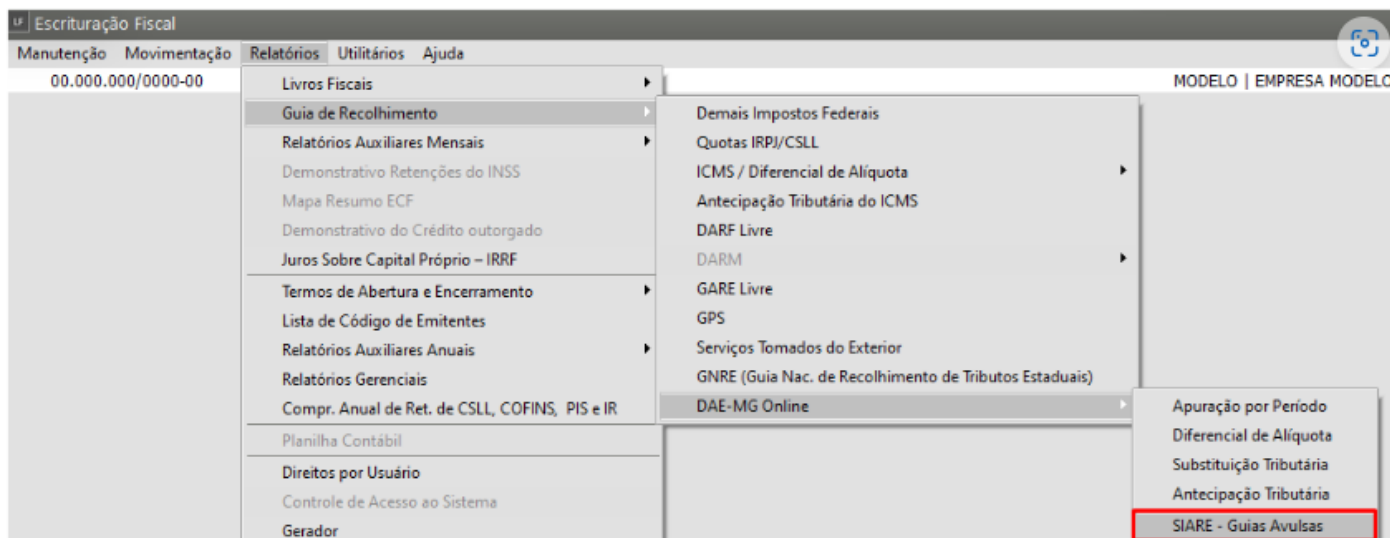 LF Escrituração Fiscal
Manutenção Movimentação Relatórios Utilitários Ajuda
00.000.000/0000-00
MODELO | EMPRESA MODELO
Livros Fiscais
Guia de Recolhimento
Relatórios Auxiliares Mensais
Demonstrativo Retenções do INSS
Mapa Resumo ECF
Demonstrativo do Crédito outorgado
Juros Sobre Capital Próprio – IRRF
Termos de Abertura e Encerramento
Lista de Código de Emitentes
Relatórios Auxiliares Anuais
Relatórios Gerenciais
Compr. Anual de Ret. de CSLL, COFINS, PIS e IR
Planilha Contábil
Direitos por Usuário
Controle de Acesso ao Sistema
Gerador
Demais Impostos Federais
Quotas IRPJ/CSLL
ICMS / Diferencial de Alíquota
Antecipação Tributária do ICMS
DARF Livre
DARM
GARE Livre
GPS
Serviços Tomados do Exterior
GNRE (Guia Nac. de Recolhimento de Tributos Estaduais)
DAE-MG Online
Apuração por Período
Diferencial de Alíquota
Substituição Tributária
Antecipação Tributária
SIARE - Guias Avulsas